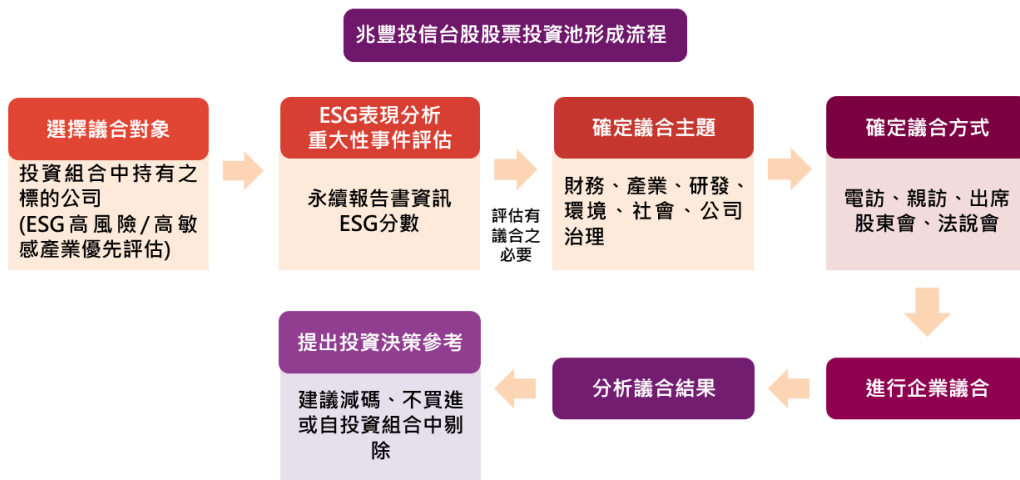 兆豐投信台股股票投資池形成流程
選擇議合對象
投資組合中持有之
標的公司
(ESG高風險/高敏
感產業優先評估)
ESG表現分析
重大性事件評估
永續報告書資訊
ESG分數
評估有
議合之
必要
確定議合主題
財務、產業、研發、
環境、社會、公司
治理
確定議合方式
電訪、親訪、出席
股東會、法說會
進行企業議合
分析議合結果
提出投資決策參考
建議減碼、不買進
或自投資組合中剔
除